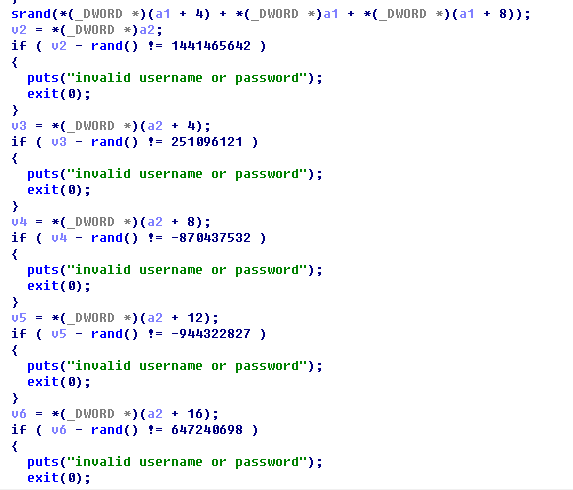 }
srand(*(_DWORD *)(a1 + 4) + *(_DWORD *)a1 + *(_DWORD *)(a1 + 8));
v2 = *(_DWORD *)a2;
if ( v2 - rand() != 1441465642 )
{
  puts("invalid username or password");
  exit(0);
}
v3 = *(_DWORD *)(a2 + 4);
if ( v3 - rand() != 251096121 )
{
  puts("invalid username or password");
  exit(0);
}
v4 = *(_DWORD *)(a2 + 8);
if ( v4 - rand() != -870437532 )
{
  puts("invalid username or password");
  exit(0);
}
v5 = *(_DWORD *)(a2 + 12);
if ( v5 - rand() != -944322827 )
{
  puts("invalid username or password");
  exit(0);
}
v6 = *(_DWORD *)(a2 + 16);
if ( v6 - rand() != 647240698 )
{
  puts("invalid username or password");
  exit(0);